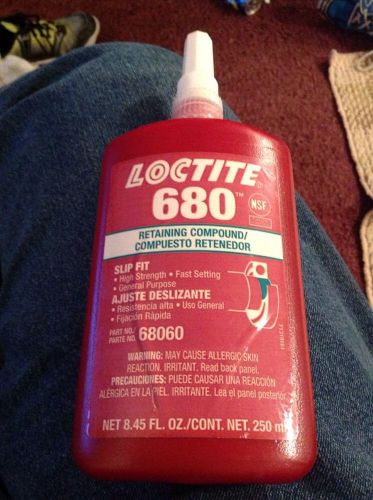 LOCTITE®
680™
NSF
RETAINING COMPOUND/
COMPUESTO RETENEDOR
SLIP FIT
• High Strength • Fast Setting
• General Purpose
AJUSTE DESLIZANTE
• Resistencia alta • Uso General
• Fijación Rápida
PART NO./
PARTE NO. 68060
WARNING: MAY CAUSE ALLERGIC SKIN
REACTION. IRRITANT. Read back panel.
PRECAUCIONES: PUEDE CAUSAR UNA REACCIÓN
ALÉRGICA EN LA PIEL. IRRITANTE. Lea el panel posterior.
NET 8.45 FL. OZ./CONT. NET. 250 ml